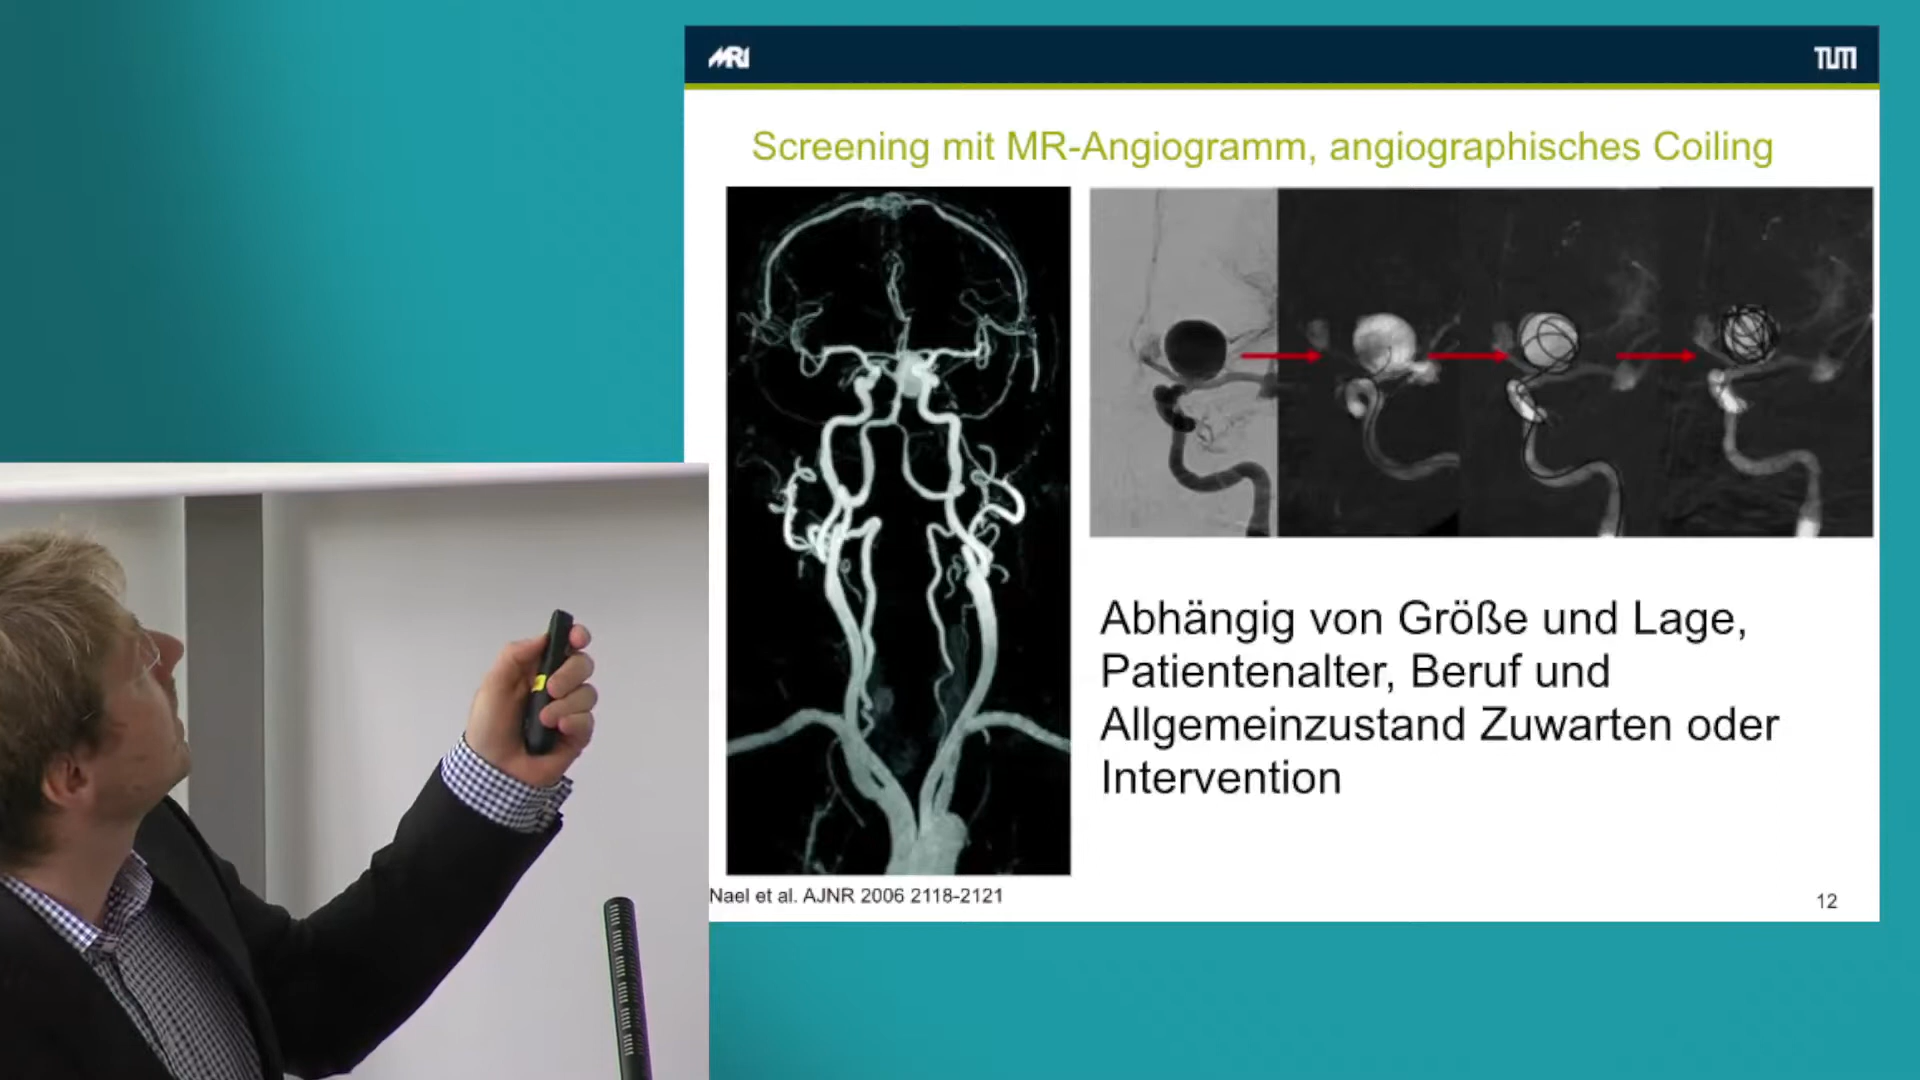 MRI
TUM
Screening mit MR-Angiogramm, angiographisches Coiling
Abhängig von Größe und Lage,
Patientenalter, Beruf und
Allgemeinzustand Zuwarten oder
Intervention
Nael et al. AJNR 2006 2118-2121
12